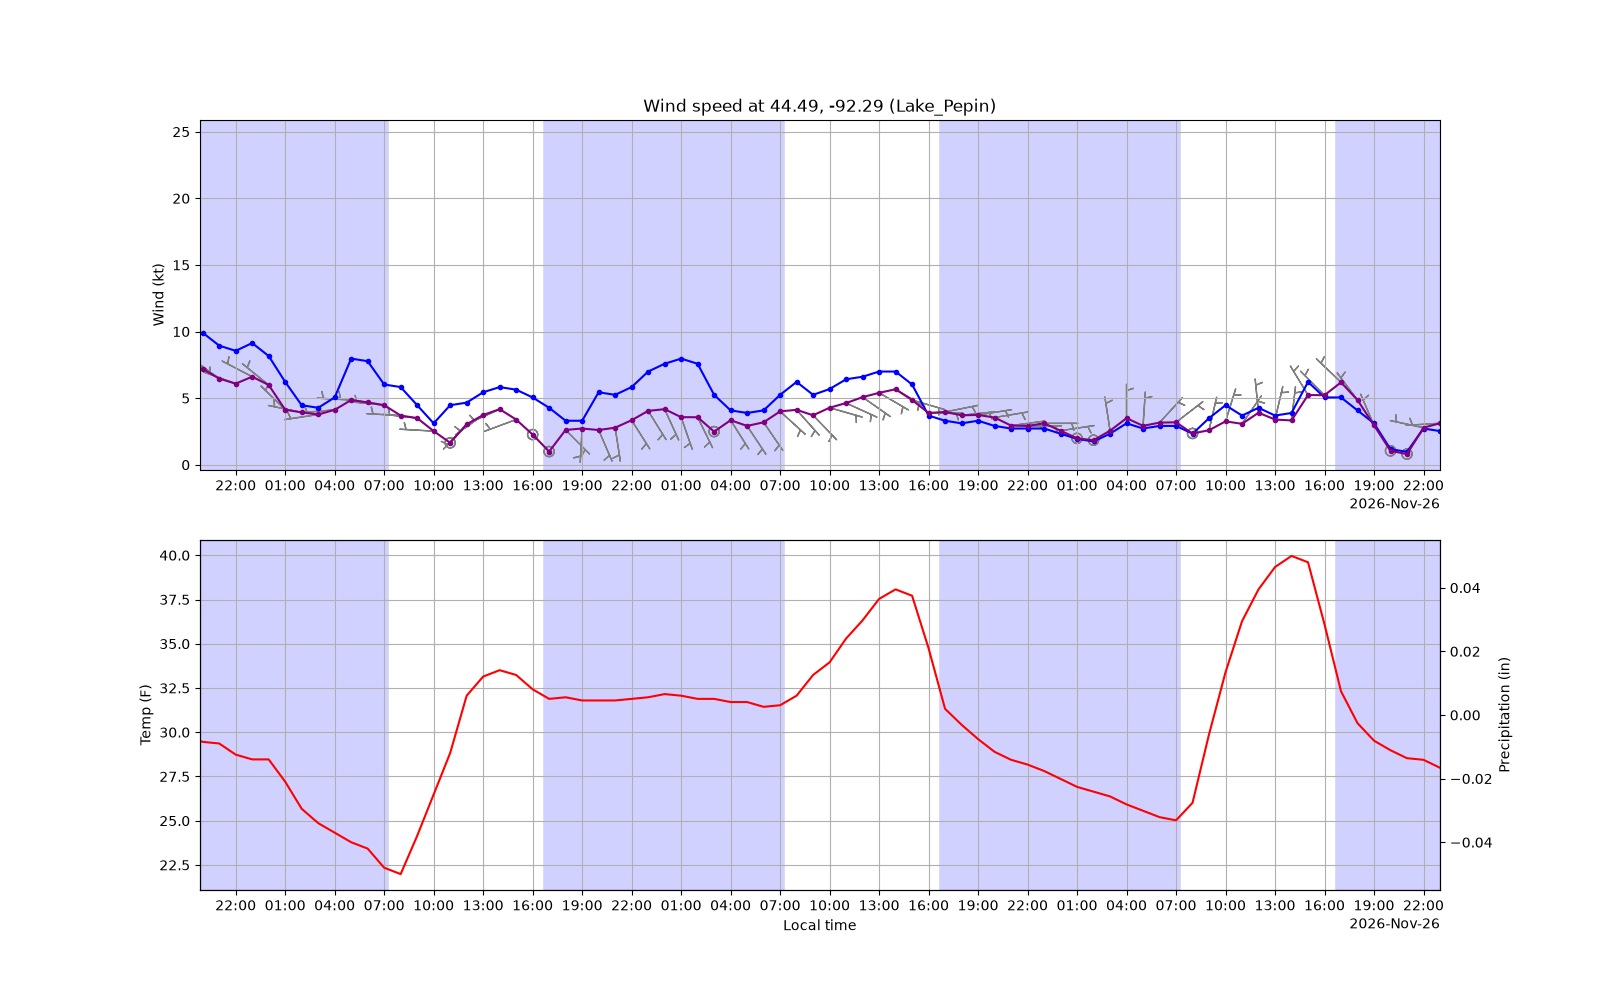 Wind speed at 44.49, -92.29 (Lake_Pepin)
25
20
15
10
5
0
Wind (kt)
22:00 01:00 04:00 07:00 10:00 13:00 16:00 19:00 22:00 01:00 04:00 07:00 10:00 13:00 16:00 19:00 22:00 01:00 04:00 07:00 10:00 13:00 16:00 19:00 22:00
2026-Nov-26
40.0
37.5
35.0
32.5
30.0
27.5
25.0
22.5
Temp (F)
0.04
0.02
0.00
−0.02
−0.04
Precipitation (in)
22:00 01:00 04:00 07:00 10:00 13:00 16:00 19:00 22:00 01:00 04:00 07:00 10:00 13:00 16:00 19:00 22:00 01:00 04:00 07:00 10:00 13:00 16:00 19:00 22:00
Local time
2026-Nov-26